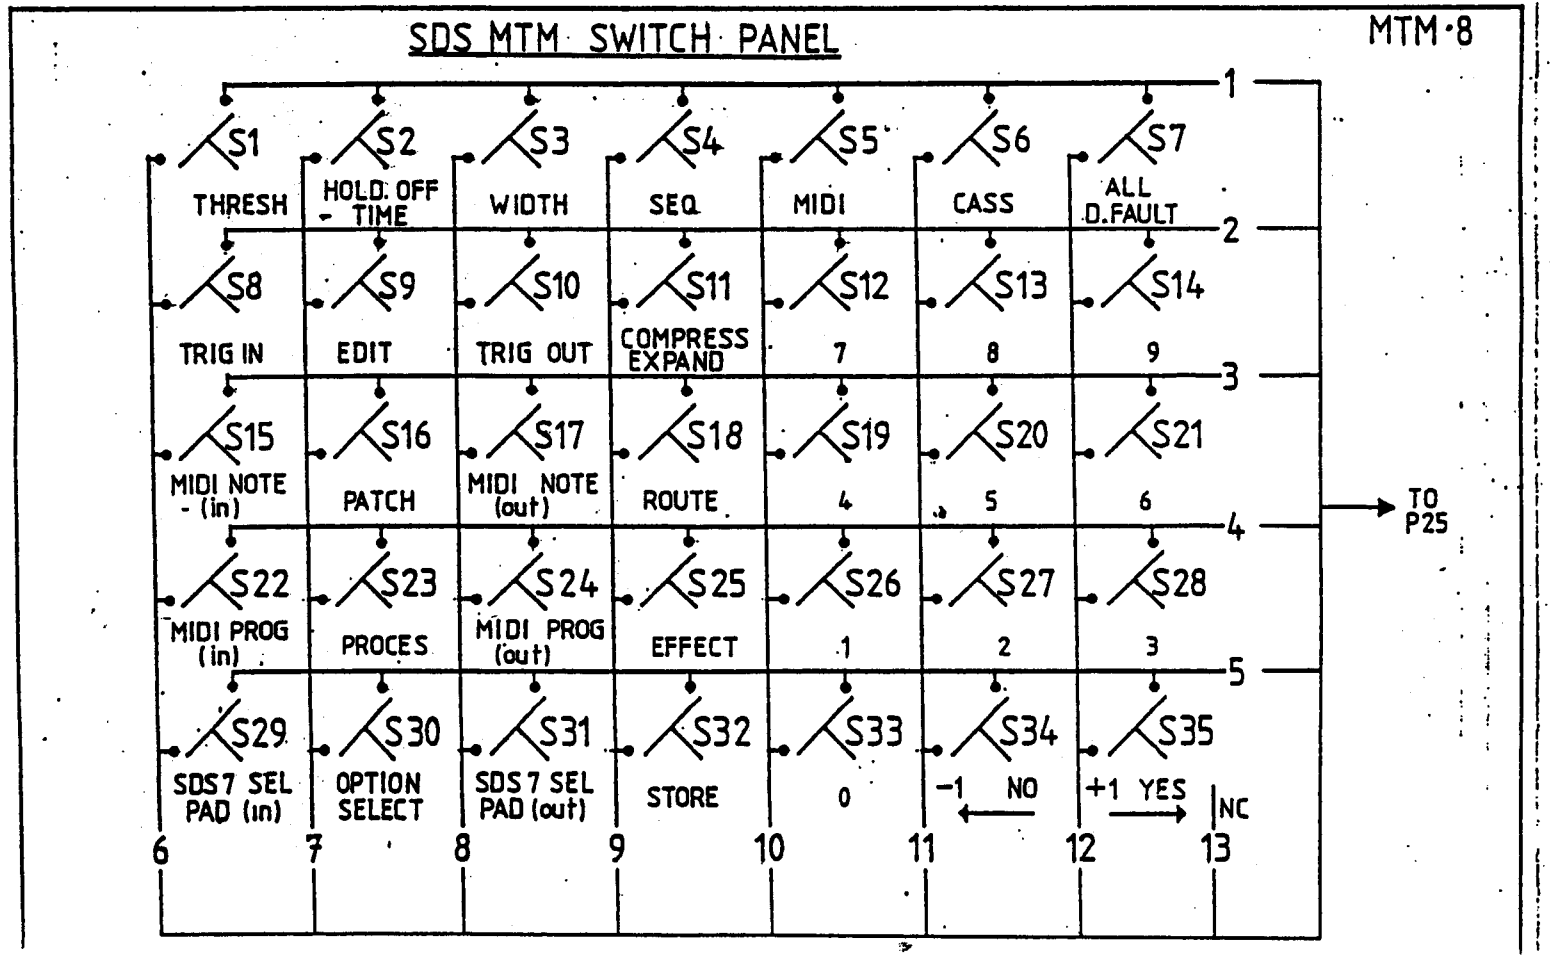 SDS MTM SWITCH PANEL
MTM·8
1
S1 S2 S3 S4 S5 S6 S7
THRESH
HOLD. OFF
TIME
WIDTH
SEQ
MIDI
CASS
ALL
D.FAULT
2
S8 S9 S10 S11 S12 S13 S14
TRIG IN
EDIT
TRIG OUT
COMPRESS
EXPAND
7
8
9
3
S15 S16 S17 S18 S19 S20 S21
MIDI NOTE
(in)
PATCH
MIDI NOTE
(out)
ROUTE
4
5
6
TO
P25
4
S22 S23 S24 S25 S26 S27 S28
MIDI PROG
(in)
PROCES
MIDI PROG
(out)
EFFECT
1
2
3
5
S29 S30 S31 S32 S33 S34 S35
SDS7 SEL
PAD (in)
OPTION
SELECT
SDS7 SEL
PAD (out)
STORE
0
-1 NO
+1 YES
NC
6 7 8 9 10 11 12 13